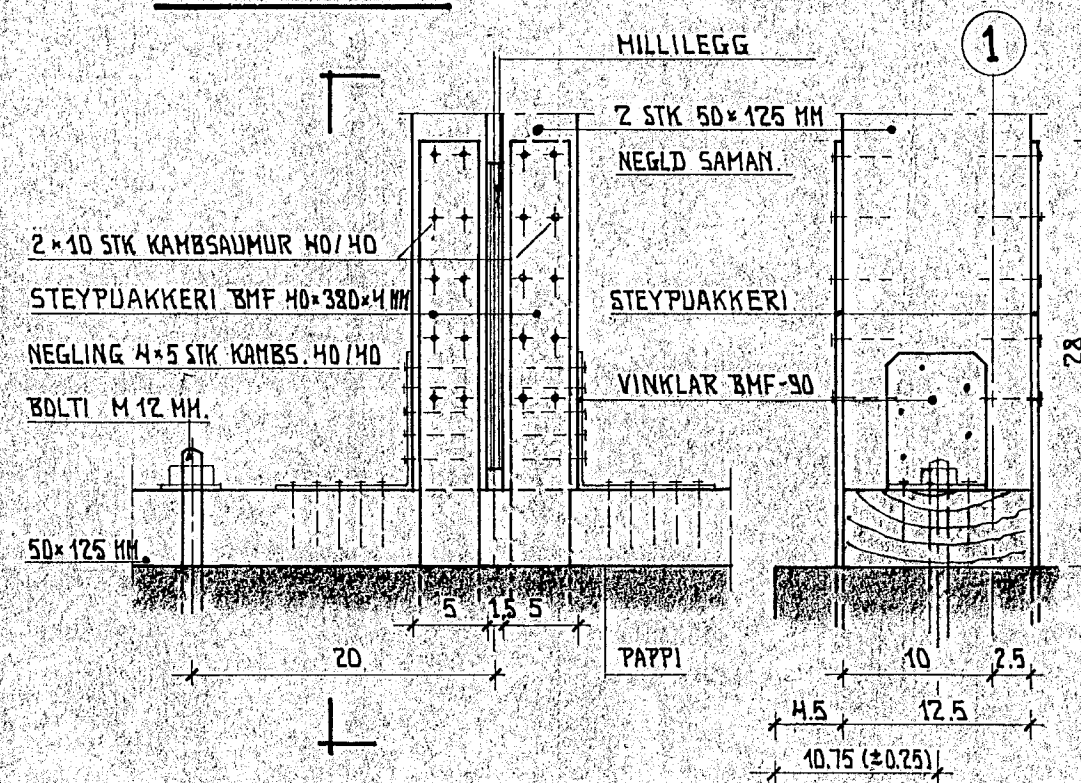 MILLILEGG
1
2 STK 50×125 MM
NEGLD SAMAN.
2×10 STK KAMBSAUMUR 40/40
STEYPUAKKERI BMF 40×380×4 MM
STEYPUAKKERI
NEGLING 4×5 STK KAMBS. 40/40
28
VINKLAR BMF-90
BOLTI M 12 MM.
50×125 MM
5 1,5 5
20
PAPPI
10 2.5
4.5 12.5
10.75 (±0.25)